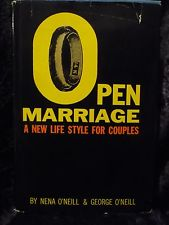 OPEN
MARRIAGE
A NEW LIFE STYLE FOR COUPLES
BY NENA O'NEILL & GEORGE O'NEILL